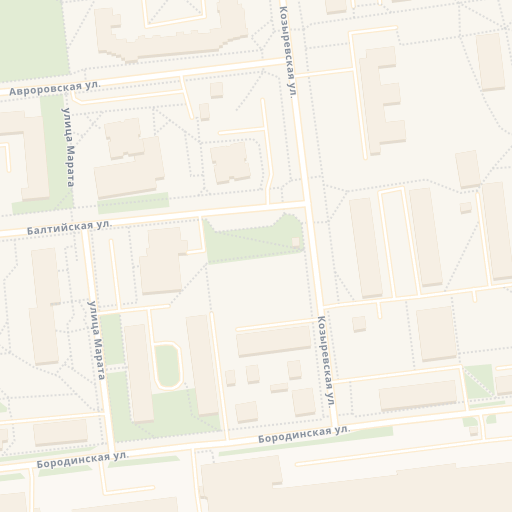 Козыревская ул.
Авроровская ул.
улица Марата
Балтийская ул.
улица Марата
Козыревская ул.
Бородинская ул.
Бородинская ул.